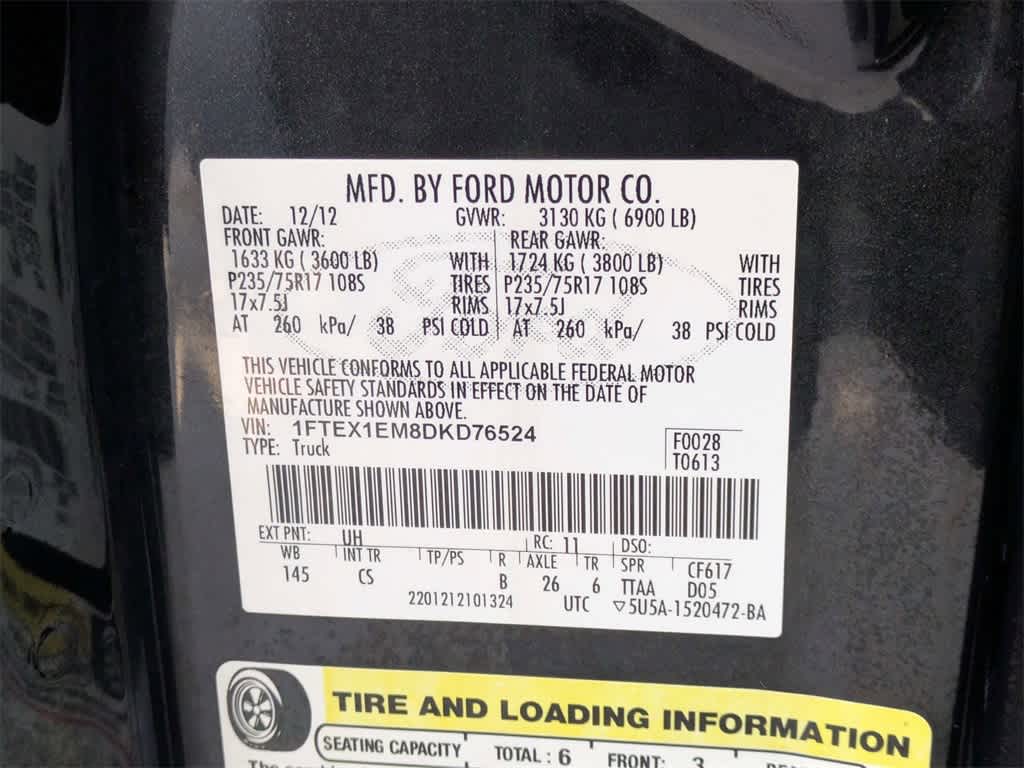 MFD. BY FORD MOTOR CO.
DATE: 12/12 GVWR: 3130 KG ( 6900 LB)
FRONT GAWR: REAR GAWR:
1633 KG ( 3600 LB) WITH 1724 KG ( 3800 LB) WITH
P235/75R17 108S TIRES P235/75R17 108S TIRES
17x7.5J RIMS 17x7.5J RIMS
AT 260 kPa/ 38 PSI COLD AT 260 kPa/ 38 PSI COLD
THIS VEHICLE CONFORMS TO ALL APPLICABLE FEDERAL MOTOR
VEHICLE SAFETY STANDARDS IN EFFECT ON THE DATE OF
MANUFACTURE SHOWN ABOVE.
VIN: 1FTEX1EM8DKD76524 F0028
TYPE: Truck T0613
EXT PNT: UH RC: 11 DSO:
WB INT TR TP/PS R AXLE TR SPR CF617
145 CS B 26 6 TTAA D05
2201212101324 UTC ▽5U5A-1520472-BA
TIRE AND LOADING INFORMATION
SEATING CAPACITY TOTAL : 6 FRONT: 3